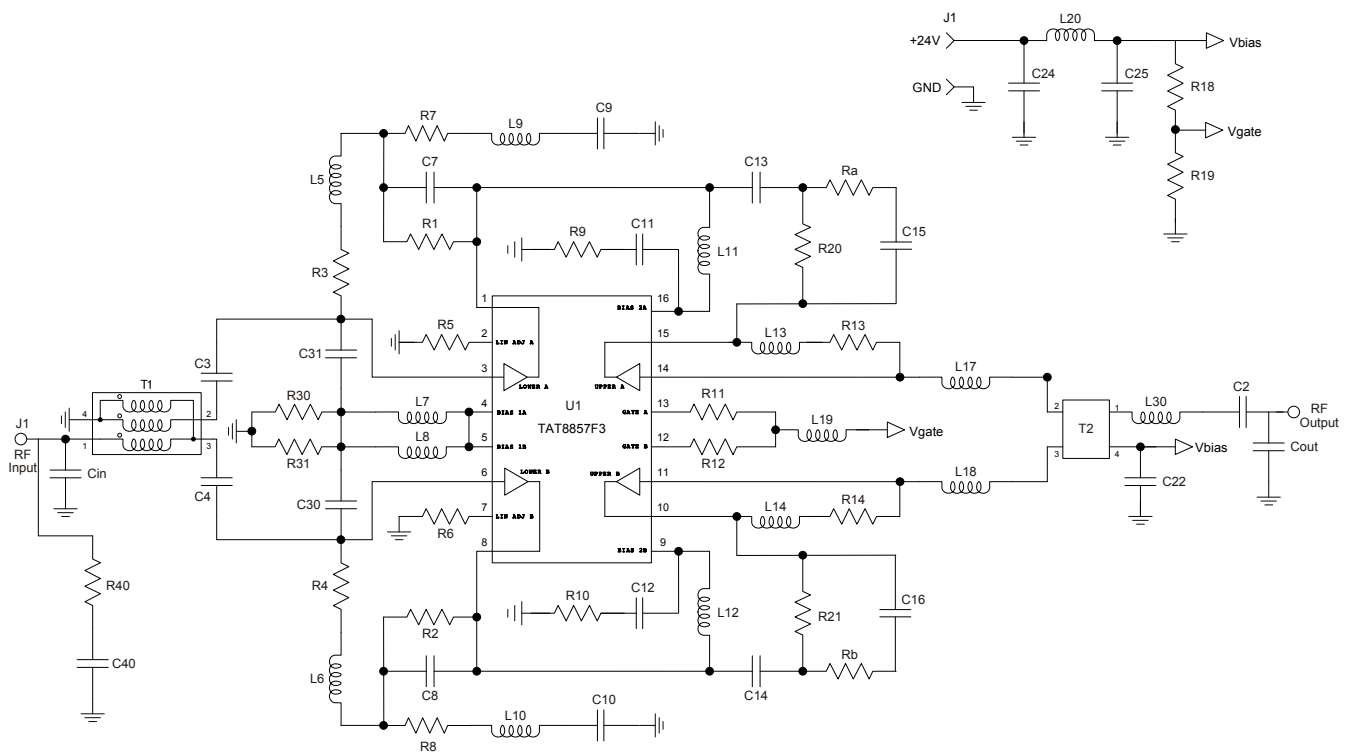 J1
L20
+24V
Vbias
C24
C25
R18
GND
Vgate
R19
R7
L9
C9
L5
C7
R1
C13
Ra
R9
C11
L11
R20
C15
R3
1
16
BIAS 2A
2
LIN ADJ A
R5
15
L13
R13
C31
C3
3
LOWER A
14
UPPER A
L17
T1
4
2
1
3
R30
L7
4
BIAS 1A
U1
TAT8857F3
GATE A
13
R11
L19
Vgate
J1
RF
Input
Cin
R31
L8
5
BIAS 1B
GATE B
12
R12
2
T2
1
3
4
L30
C2
RF
Output
Cout
Vbias
C22
C4
C30
6
LOWER B
UPPER B
11
L18
7
LIN ADJ B
R6
10
L14
R14
8
BIAS 2B
9
R40
C40
R4
R10
C12
L12
R21
C16
R2
L6
C8
C14
Rb
R8
L10
C10